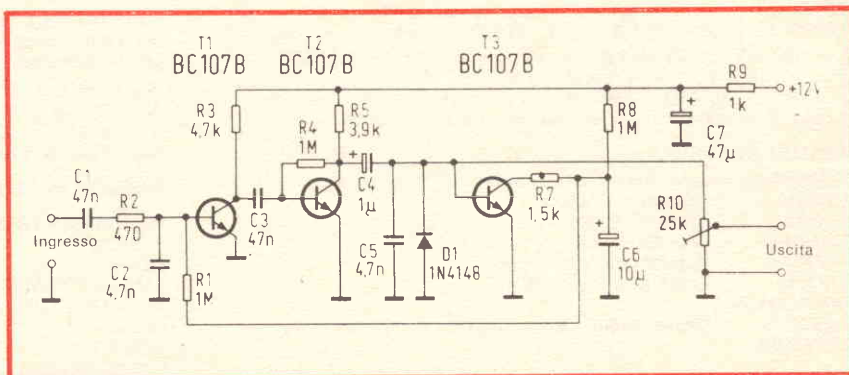 T1
BC107B
T2
BC107B
T3
BC107B
R3
4,7k
R4
1M
R5
3,9k
R8
1M
R9
1k
+12V
C7
47µ
C1
47n
R2
470
C3
47n
C4
1µ
R7
1,5k
R10
25k
Ingresso
Uscita
C2
4,7n
R1
1M
C5
4,7n
D1
1N4148
C6
10µ